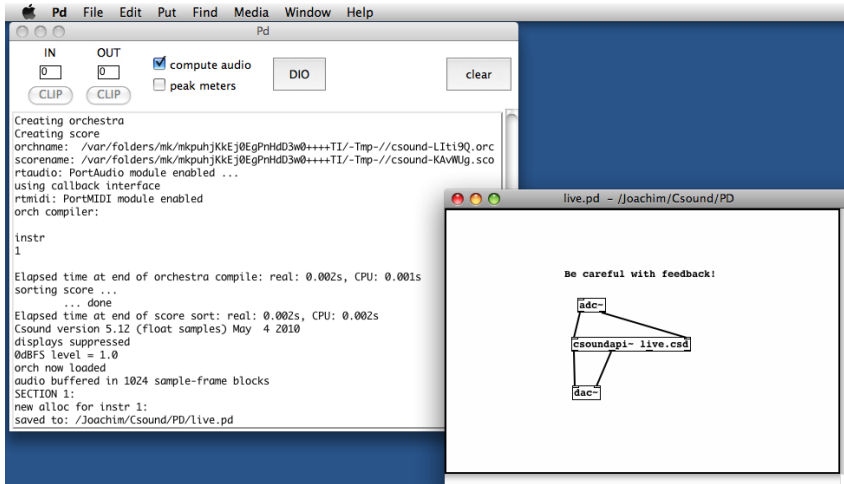 Pd File Edit Put Find Media Window Help
Pd
IN OUT
0 0
CLIP CLIP
compute audio
peak meters
DIO
clear
Creating orchestra
Creating score
orchname:  /var/folders/mk/mkpuhjKkEj0EgPnHdD3w0++++TI/-Tmp-//csound-LIti9Q.orc
scorename: /var/folders/mk/mkpuhjKkEj0EgPnHdD3w0++++TI/-Tmp-//csound-KAvWUg.sco
rtaudio: PortAudio module enabled ...
using callback interface
rtmidi: PortMIDI module enabled
orch compiler:
instr
1
Elapsed time at end of orchestra compile: real: 0.002s, CPU: 0.001s
sorting score ...
... done
Elapsed time at end of score sort: real: 0.002s, CPU: 0.002s
Csound version 5.12 (float samples) May  4 2010
displays suppressed
0dBFS level = 1.0
orch now loaded
audio buffered in 1024 sample-frame blocks
SECTION 1:
new alloc for instr 1:
saved to: /Joachim/Csound/PD/live.pd
live.pd - /Joachim/Csound/PD
Be careful with feedback!
adc~
csoundapi~ live.csd
dac~